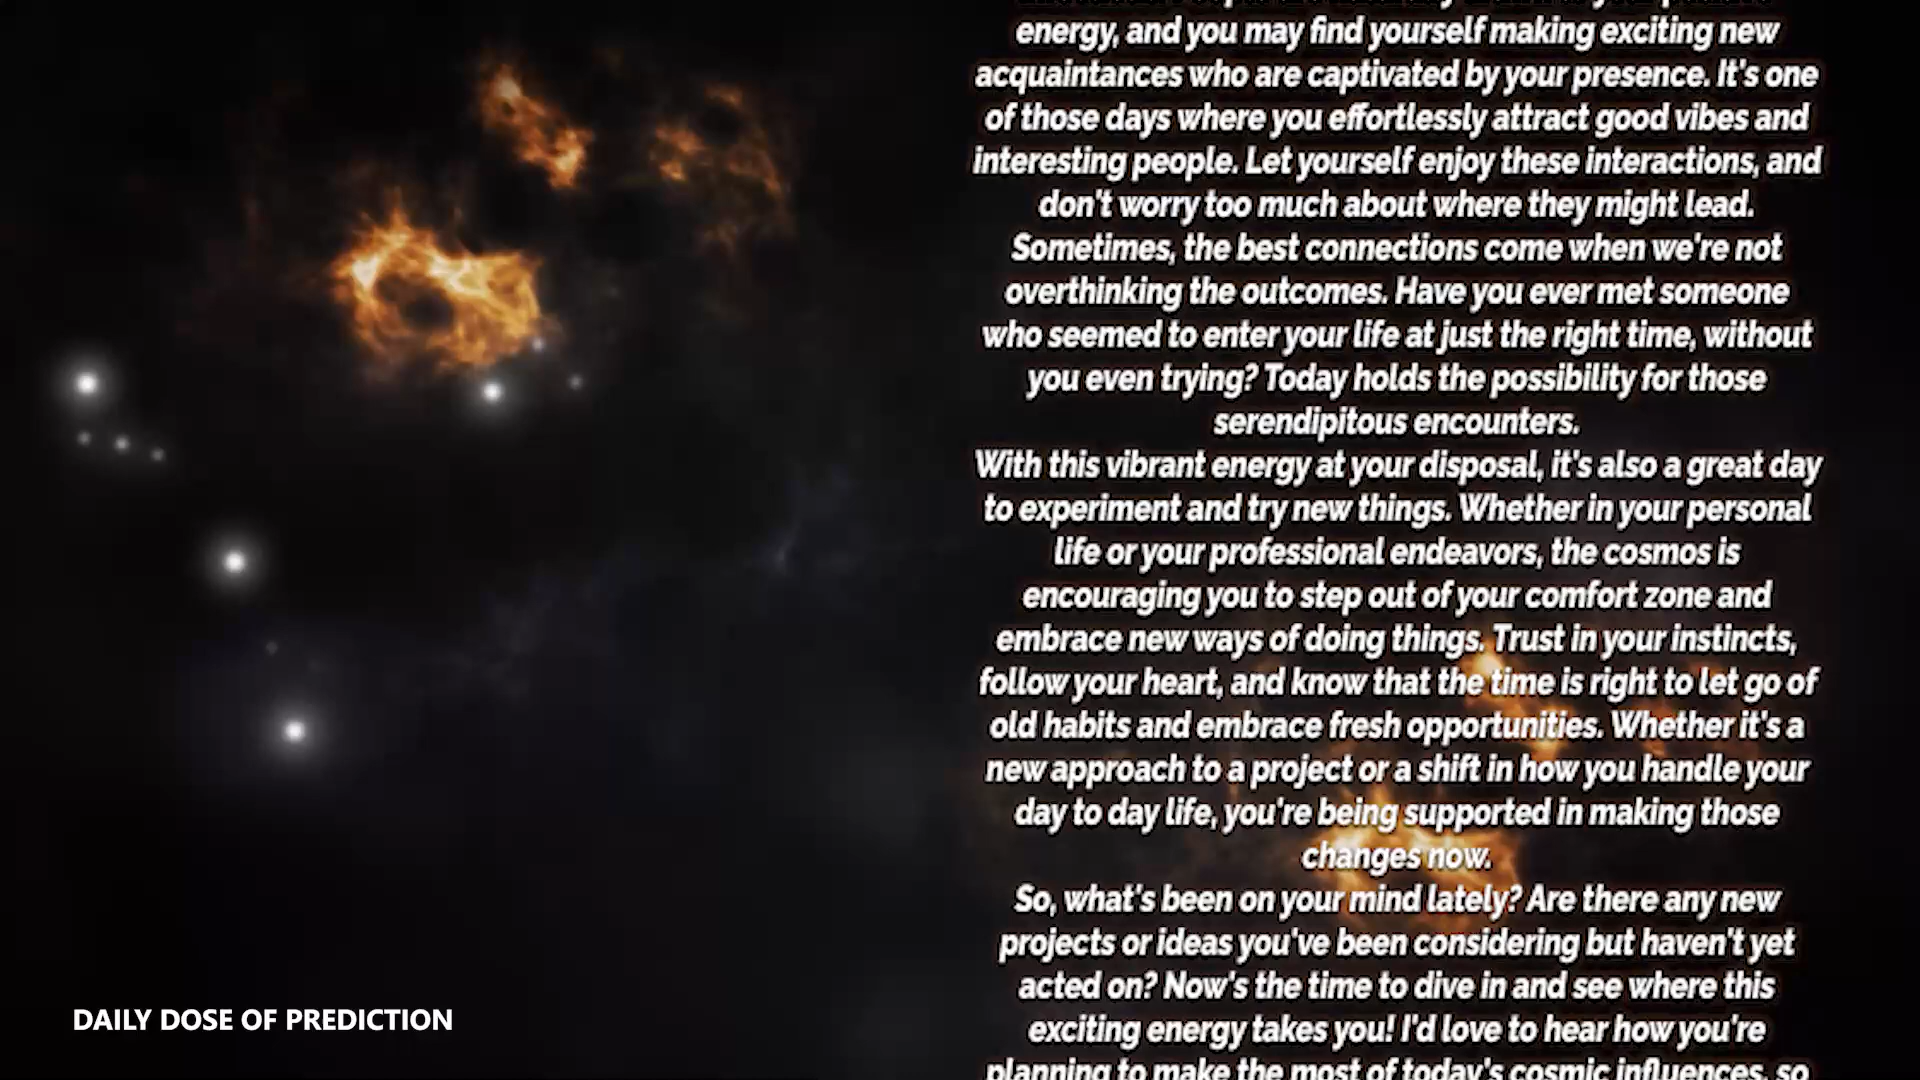 energy, and you may find yourself making exciting new
acquaintances who are captivated by your presence. It's one
of those days where you effortlessly attract good vibes and
interesting people. Let yourself enjoy these interactions, and
don't worry too much about where they might lead.
Sometimes, the best connections come when we're not
overthinking the outcomes. Have you ever met someone
who seemed to enter your life at just the right time, without
you even trying? Today holds the possibility for those
serendipitous encounters.
With this vibrant energy at your disposal, it's also a great day
to experiment and try new things. Whether in your personal
life or your professional endeavors, the cosmos is
encouraging you to step out of your comfort zone and
embrace new ways of doing things. Trust in your instincts,
follow your heart, and know that the time is right to let go of
old habits and embrace fresh opportunities. Whether it's a
new approach to a project or a shift in how you handle your
day to day life, you're being supported in making those
changes now.
So, what's been on your mind lately? Are there any new
projects or ideas you've been considering but haven't yet
acted on? Now's the time to dive in and see where this
exciting energy takes you! I'd love to hear how you're
planning to make the most of today's cosmic influences, so
DAILY DOSE OF PREDICTION